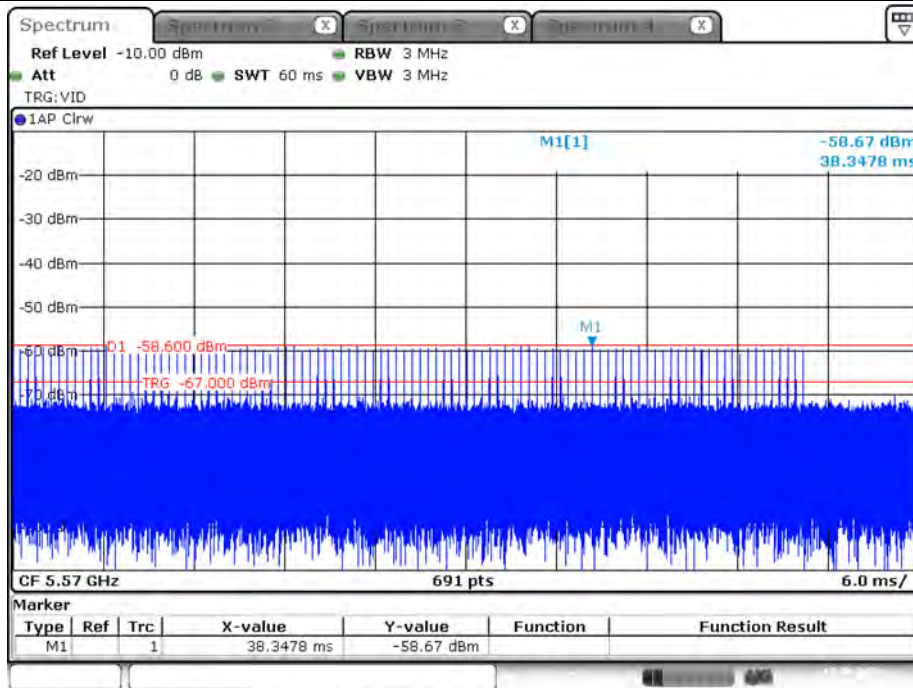 Spectrum
Ref Level -10.00 dBm RBW 3 MHz
Att 0 dB SWT 60 ms VBW 3 MHz
TRG:VID
1AP Clrw
M1[1] -58.67 dBm
38.3478 ms
-20 dBm
-30 dBm
-40 dBm
-50 dBm
M1
-60 dBm
D1 -58.600 dBm
TRG -67.000 dBm
-70 dBm
CF 5.57 GHz 691 pts 6.0 ms/
Marker
Type Ref Trc X-value Y-value Function Function Result
M1 1 38.3478 ms -58.67 dBm